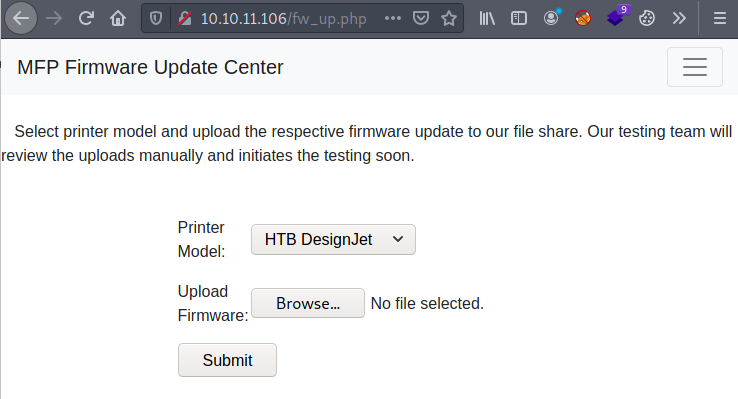 10.10.11.106/fw_up.php
9
MFP Firmware Update Center
Select printer model and upload the respective firmware update to our file share. Our testing team will
review the uploads manually and initiates the testing soon.
Printer
Model:
HTB DesignJet
Upload
Firmware:
Browse...
No file selected.
Submit